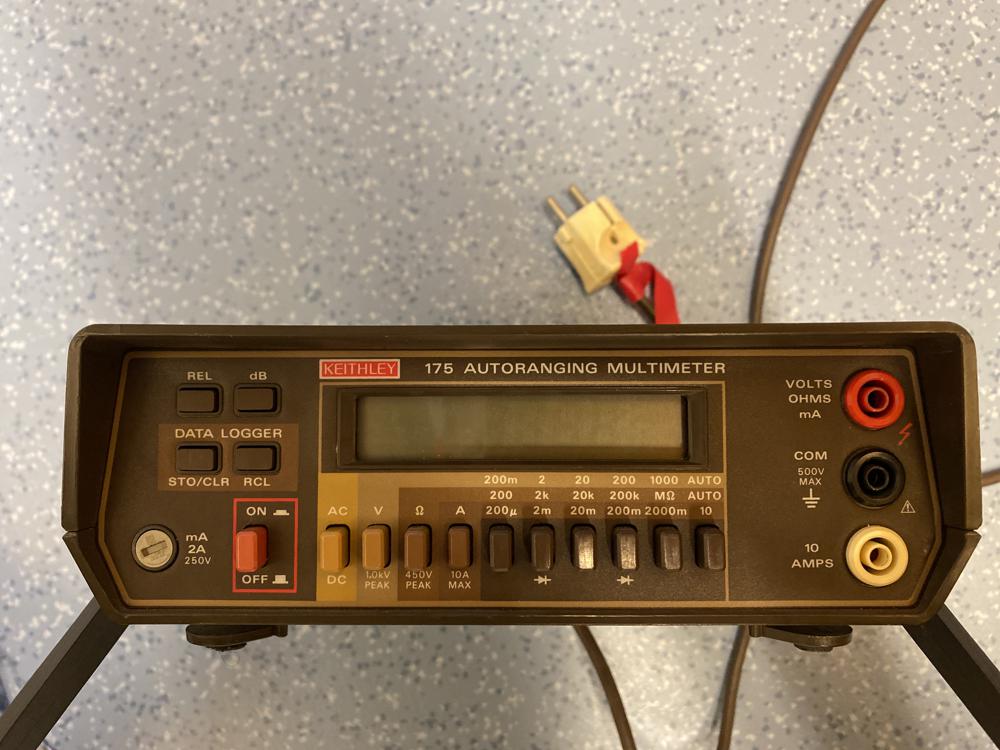 REL dB
DATA LOGGER
STO/CLR RCL
mA
2A
250V
ON
OFF
KEITHLEY 175 AUTORANGING MULTIMETER
200m 2 20 200 1000 AUTO
200 2k 20k 200k MΩ AUTO
AC V Ω A 200μ 2m 20m 200m 2000m 10
DC 1.0kV PEAK 450V PEAK 10A MAX
VOLTS
OHMS
mA
COM
500V
MAX
10
AMPS